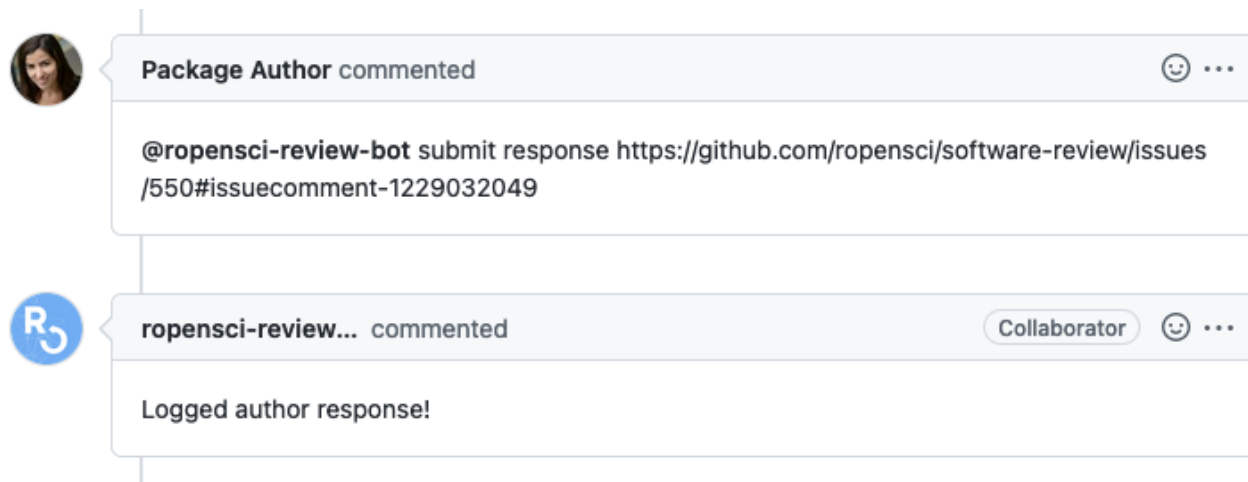 Package Author commented
@ropensci-review-bot submit response https://github.com/ropensci/software-review/issues
/550#issuecomment-1229032049
ropensci-review... commented Collaborator
Logged author response!